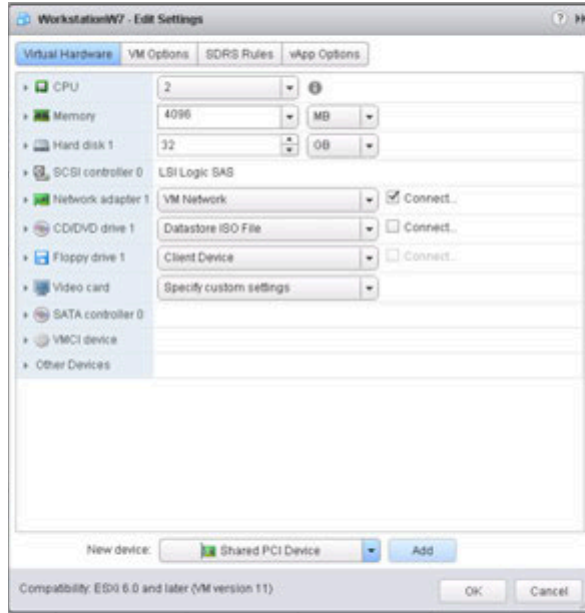 WorkstationW7 - Edit Settings
Virtual Hardware VM Options SDRS Rules vApp Options
CPU 2
Memory 4096 MB
Hard disk 1 32 GB
SCSI controller 0 LSI Logic SAS
Network adapter 1 VM Network Connect...
CD/DVD drive 1 Datastore ISO File Connect...
Floppy drive 1 Client Device Connect...
Video card Specify custom settings
SATA controller 0
VMCI device
Other Devices
New device: Shared PCI Device Add
Compatibility: ESXi 6.0 and later (VM version 11) OK Cancel